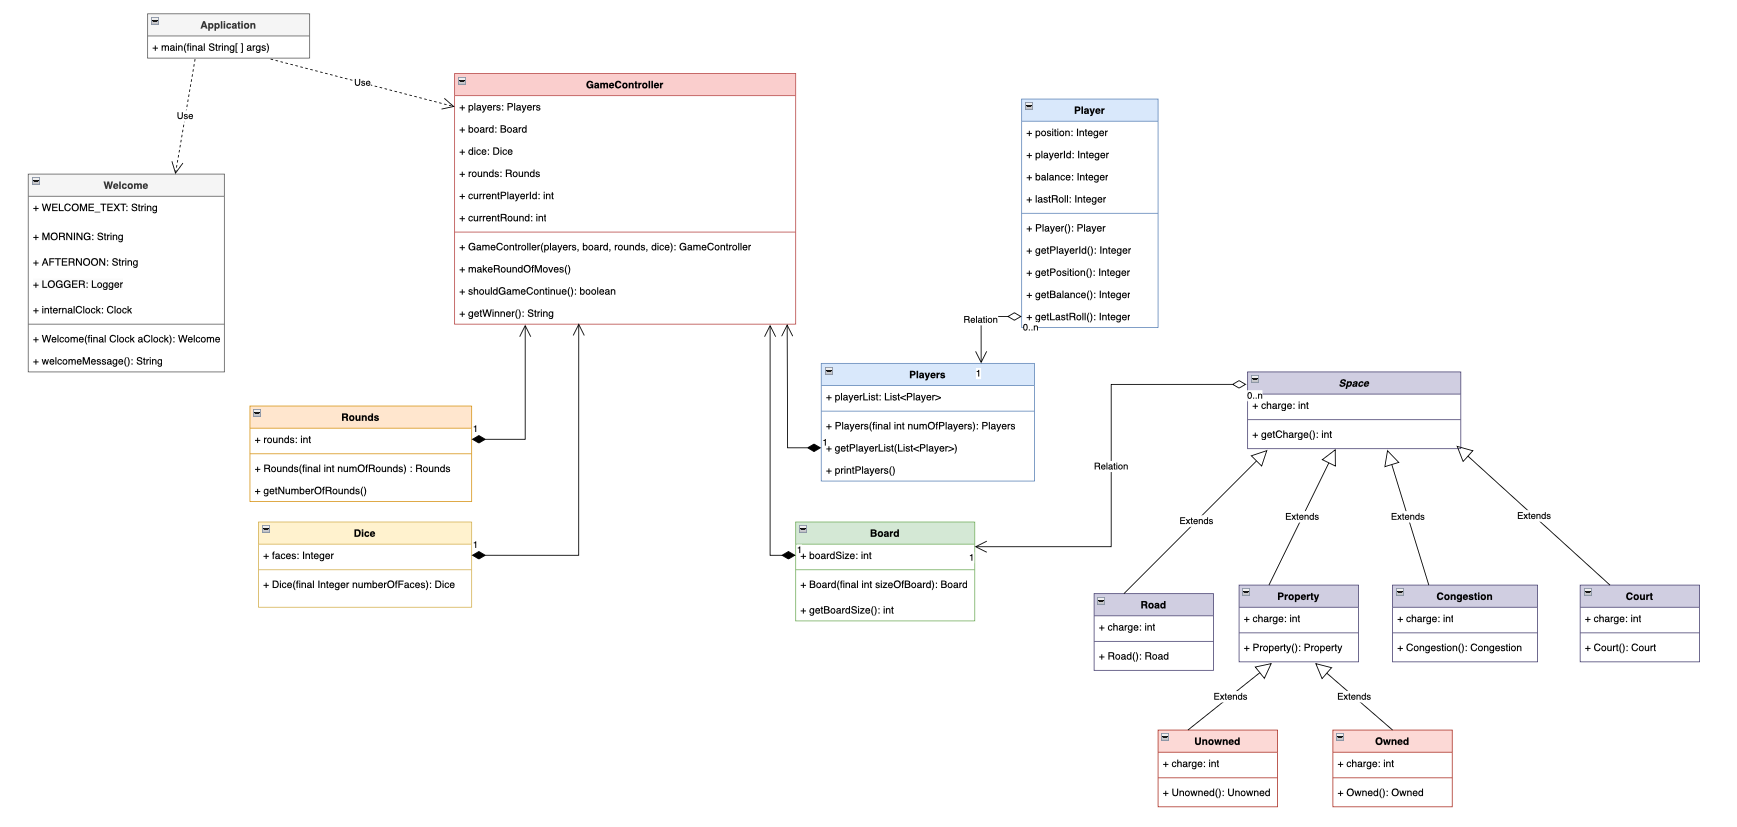 Application
+ main(final String[ ] args)
Use
Use
Welcome
+ WELCOME_TEXT: String
+ MORNING: String
+ AFTERNOON: String
+ LOGGER: Logger
+ internalClock: Clock
+ Welcome(final Clock aClock): Welcome
+ welcomeMessage(): String
GameController
+ players: Players
+ board: Board
+ dice: Dice
+ rounds: Rounds
+ currentPlayerId: int
+ currentRound: int
+ GameController(players, board, rounds, dice): GameController
+ makeRoundOfMoves()
+ shouldGameContinue(): boolean
+ getWinner(): String
Player
+ position: Integer
+ playerId: Integer
+ balance: Integer
+ lastRoll: Integer
+ Player(): Player
+ getPlayerId(): Integer
+ getPosition(): Integer
+ getBalance(): Integer
+ getLastRoll(): Integer
Relation
0..n
1
Players
+ playerList: List<Player>
+ Players(final int numOfPlayers): Players
+ getPlayerList(List<Player>)
+ printPlayers()
1
Rounds
+ rounds: int
+ Rounds(final int numOfRounds) : Rounds
+ getNumberOfRounds()
1
Dice
+ faces: Integer
+ Dice(final Integer numberOfFaces): Dice
1
Board
+ boardSize: int
+ Board(final int sizeOfBoard): Board
+ getBoardSize(): int
1
1
Relation
0..n
Space
+ charge: int
+ getCharge(): int
Extends
Extends
Extends
Extends
Road
+ charge: int
+ Road(): Road
Property
+ charge: int
+ Property(): Property
Congestion
+ charge: int
+ Congestion(): Congestion
Court
+ charge: int
+ Court(): Court
Extends
Extends
Unowned
+ charge: int
+ Unowned(): Unowned
Owned
+ charge: int
+ Owned(): Owned